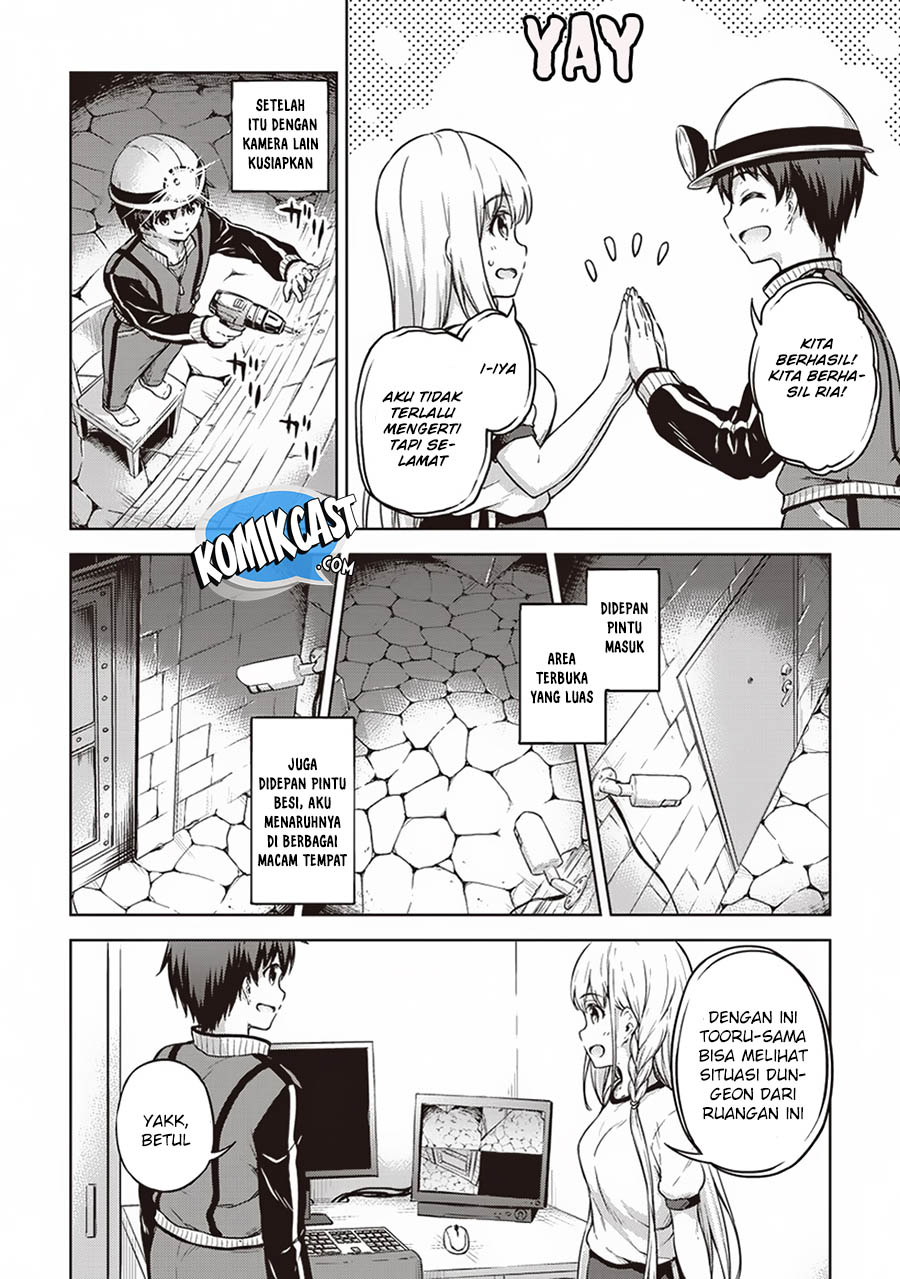 YAY
KITA
BERHASIL!
KITA BERHA-
SIL RIA!
I-IYA
AKU TIDAK
TERLALU
MENGERTI
TAPI SE-
LAMAT
SETELAH
ITU DENGAN
KAMERA LAIN
KUSIAPKAN
KOMIKCAST
.COM
DIDEPAN
PINTU
MASUK
AREA
TERBUKA
YANG LUAS
JUGA
DIDEPAN PINTU
BESI, AKU
MENARUHNYA
DI BERBAGAI
MACAM TEMPAT
DENGAN INI
TOORU-SAMA
BISA MELIHAT
SITUASI DUN-
GEON DARI
RUANGAN INI
YAKK,
BETUL